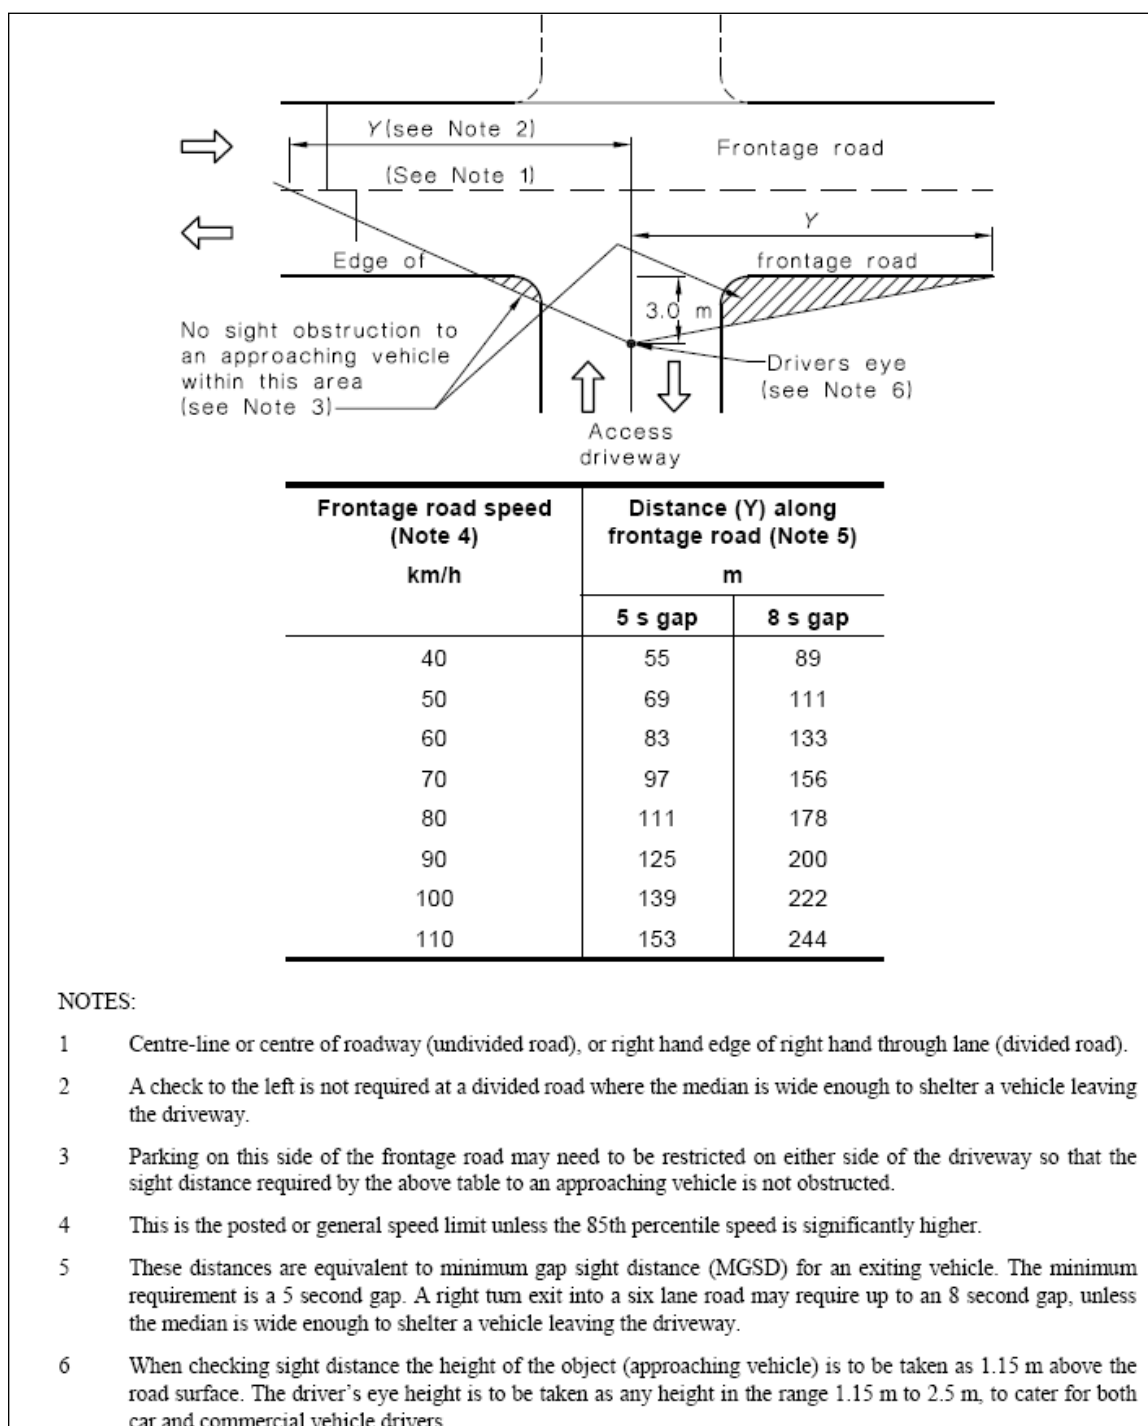 Y(see Note 2)
Frontage road
(See Note 1)
Y
Edge of
frontage road
3.0 m
No sight obstruction to
an approaching vehicle
within this area
(see Note 3)
Drivers eye
(see Note 6)
Access
driveway
Frontage road speed
(Note 4)
km/h
Distance (Y) along
frontage road (Note 5)
m
5 s gap 8 s gap
40 55 89
50 69 111
60 83 133
70 97 156
80 111 178
90 125 200
100 139 222
110 153 244
NOTES:
1 Centre-line or centre of roadway (undivided road), or right hand edge of right hand through lane (divided road).
2 A check to the left is not required at a divided road where the median is wide enough to shelter a vehicle leaving
the driveway.
3 Parking on this side of the frontage road may need to be restricted on either side of the driveway so that the
sight distance required by the above table to an approaching vehicle is not obstructed.
4 This is the posted or general speed limit unless the 85th percentile speed is significantly higher.
5 These distances are equivalent to minimum gap sight distance (MGSD) for an exiting vehicle. The minimum
requirement is a 5 second gap. A right turn exit into a six lane road may require up to an 8 second gap, unless
the median is wide enough to shelter a vehicle leaving the driveway.
6 When checking sight distance the height of the object (approaching vehicle) is to be taken as 1.15 m above the
road surface. The driver's eye height is to be taken as any height in the range 1.15 m to 2.5 m, to cater for both
car and commercial vehicle drivers.